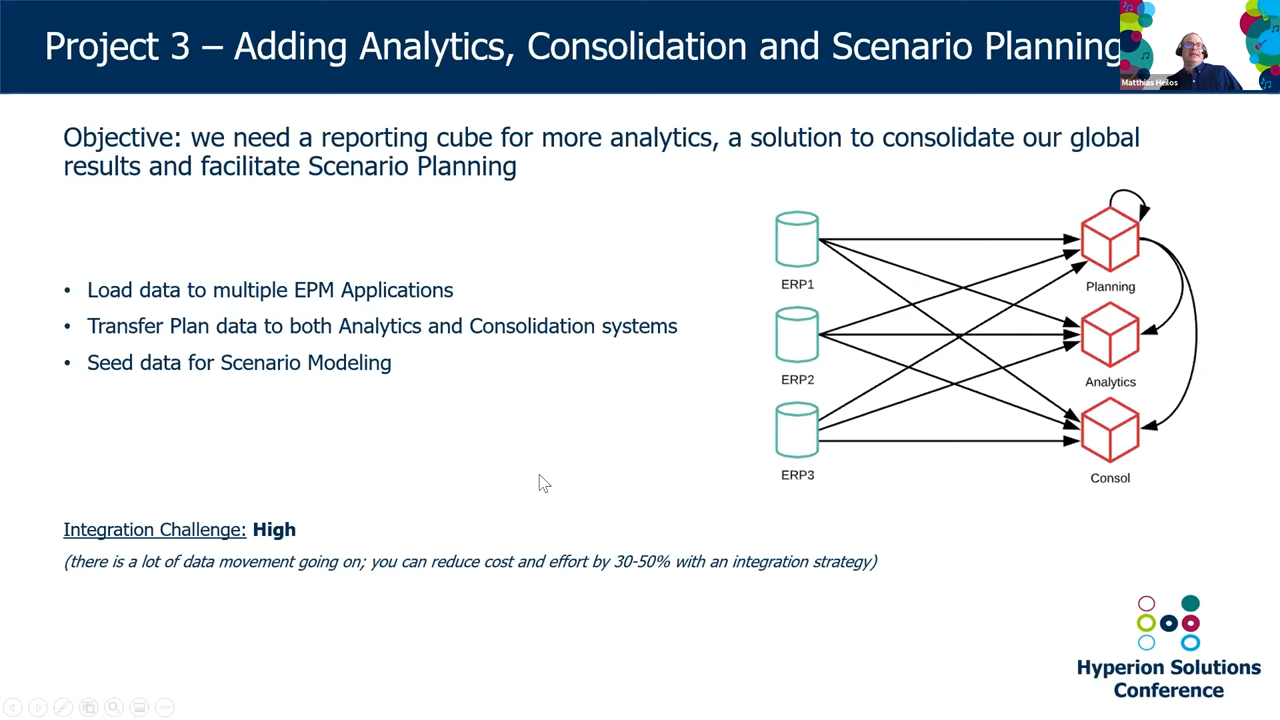 Project 3 – Adding Analytics, Consolidation and Scenario Planning
Matthias Heilos
Objective: we need a reporting cube for more analytics, a solution to consolidate our global
results and facilitate Scenario Planning
• Load data to multiple EPM Applications
• Transfer Plan data to both Analytics and Consolidation systems
• Seed data for Scenario Modeling
ERP1
Planning
ERP2
Analytics
ERP3
Consol
Integration Challenge: High
(there is a lot of data movement going on; you can reduce cost and effort by 30-50% with an integration strategy)
Hyperion Solutions
Conference